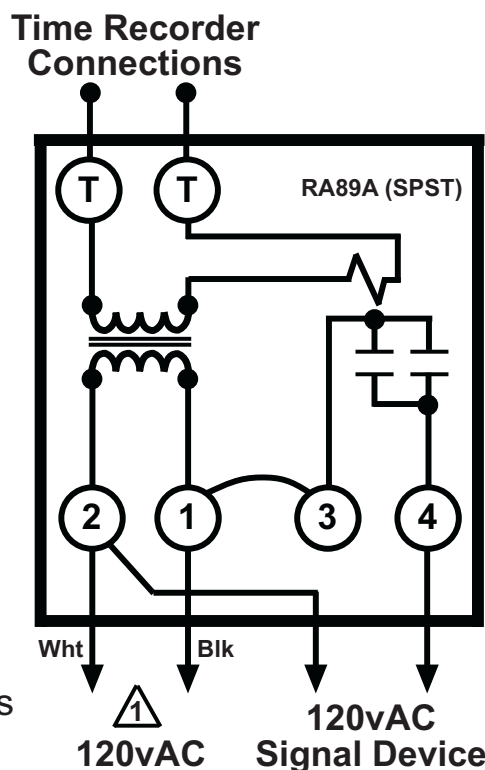 Time Recorder
Connections
T T
RA89A (SPST)
2 1 3 4
Wht Blk
s
1
120vAC
120vAC
Signal Device